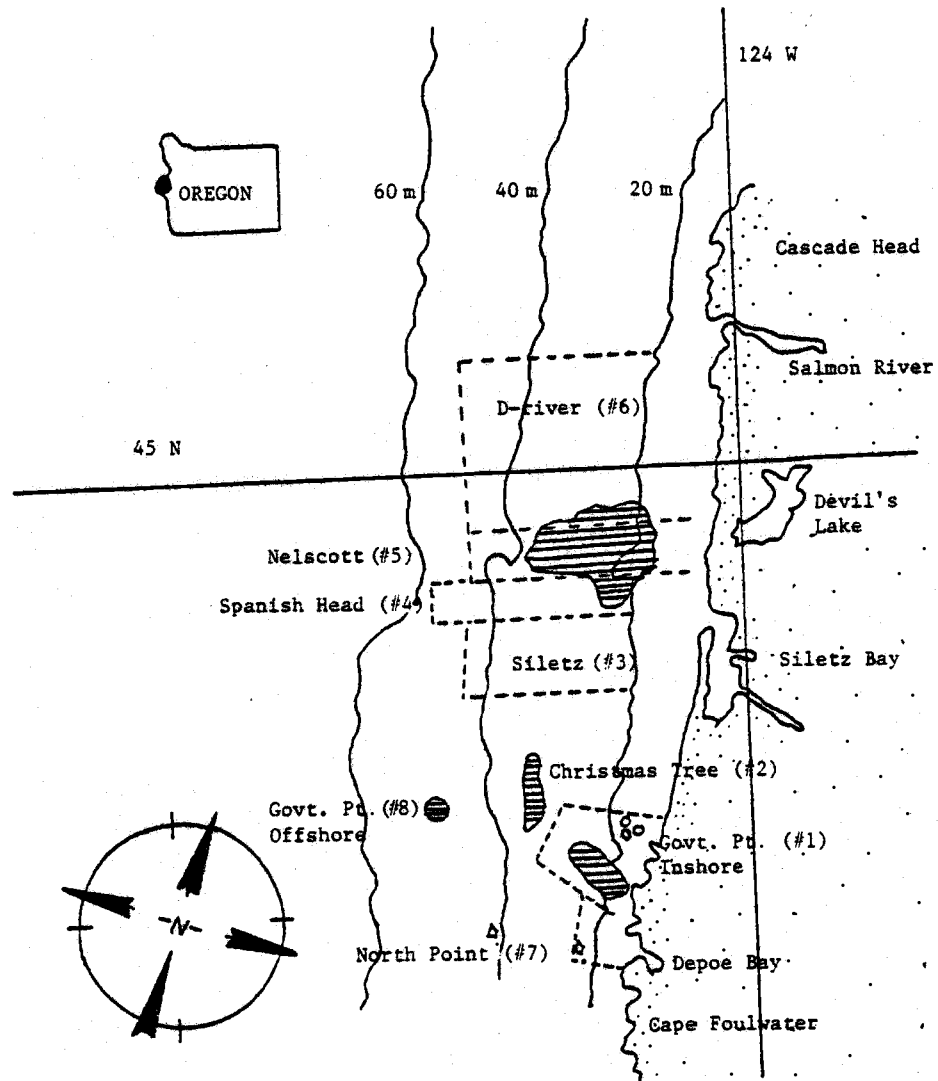 124 W
60 m
40 m
20 m
OREGON
Cascade Head
Salmon River
D-river (#6)
45 N
Devil's
Lake
Nelscott (#5)
Spanish Head (#4)
Siletz (#3)
Siletz Bay
Christmas Tree (#2)
Govt. Pt. (#8)
Offshore
Govt. Pt. (#1)
Inshore
N
North Point (#7)
Depoe Bay
Cape Foulwater